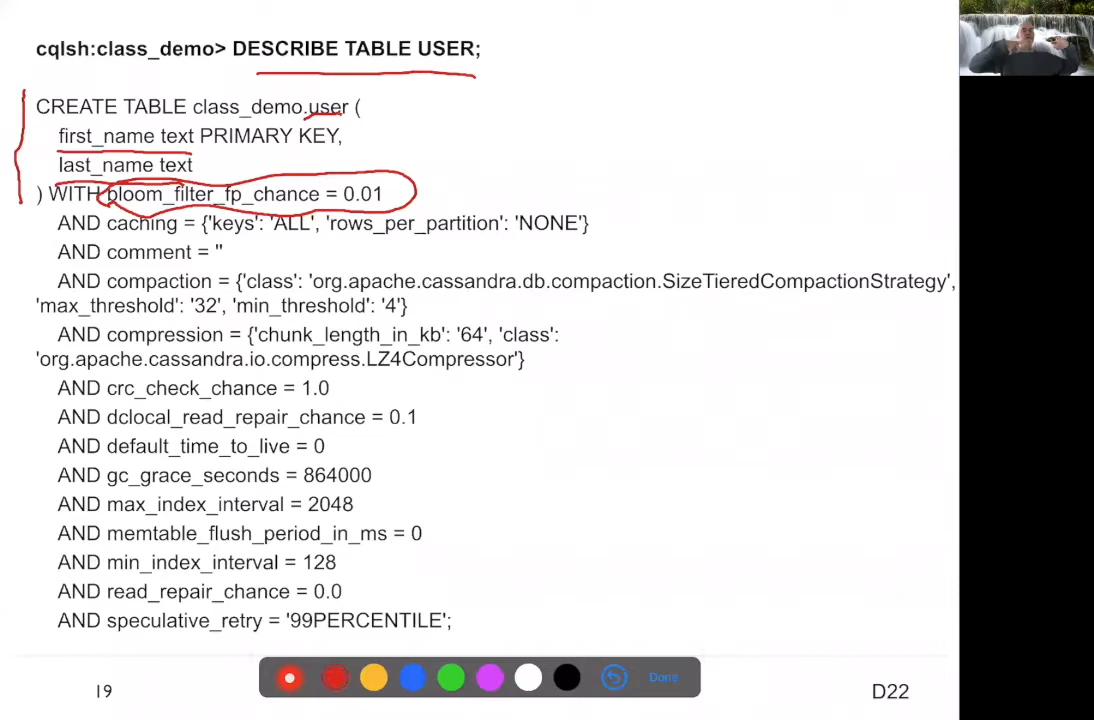 cqlsh:class_demo> DESCRIBE TABLE USER;
CREATE TABLE class_demo.user (
first_name text PRIMARY KEY,
last_name text
) WITH bloom_filter_fp_chance = 0.01
AND caching = {'keys': 'ALL', 'rows_per_partition': 'NONE'}
AND comment = ''
AND compaction = {'class': 'org.apache.cassandra.db.compaction.SizeTieredCompactionStrategy',
'max_threshold': '32', 'min_threshold': '4'}
AND compression = {'chunk_length_in_kb': '64', 'class':
'org.apache.cassandra.io.compress.LZ4Compressor'}
AND crc_check_chance = 1.0
AND dclocal_read_repair_chance = 0.1
AND default_time_to_live = 0
AND gc_grace_seconds = 864000
AND max_index_interval = 2048
AND memtable_flush_period_in_ms = 0
AND min_index_interval = 128
AND read_repair_chance = 0.0
AND speculative_retry = '99PERCENTILE';
Done
19
D22